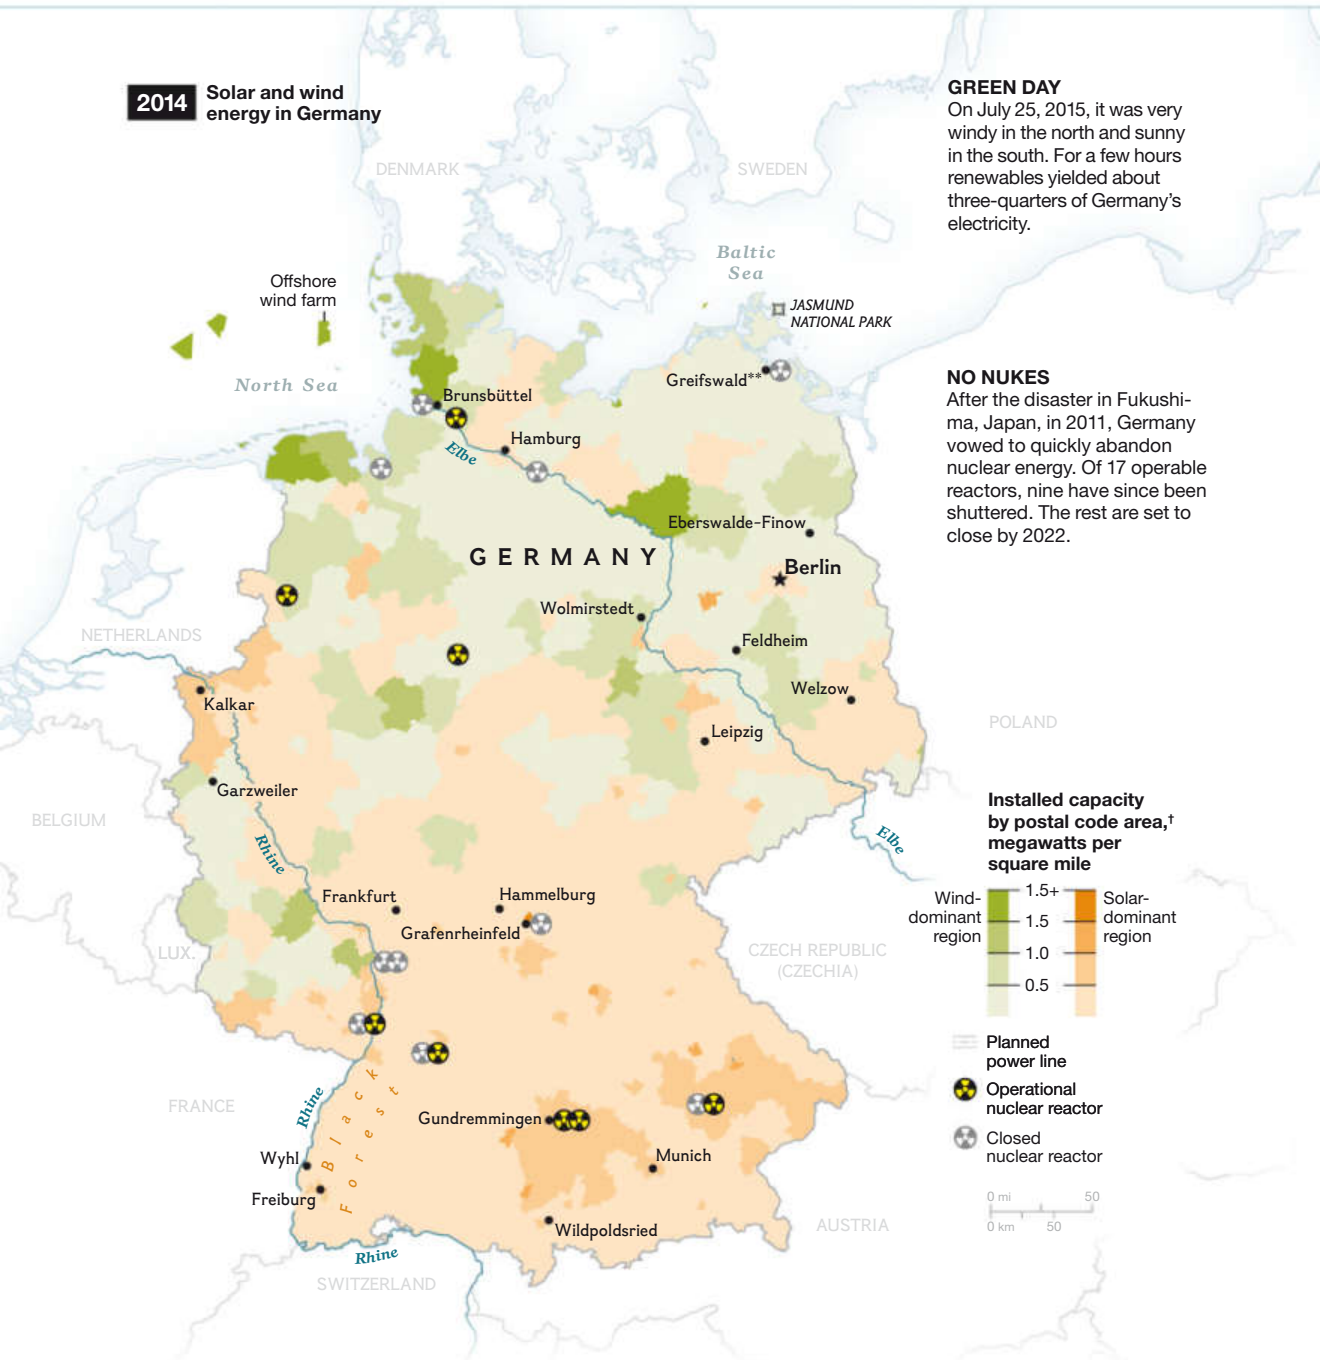 2014
Solar and wind
energy in Germany
GREEN DAY
On July 25, 2015, it was very
windy in the north and sunny
in the south. For a few hours
renewables yielded about
three-quarters of Germany’s
electricity.
DENMARK
SWEDEN
Baltic
Sea
Offshore
wind farm
JASMUND
NATIONAL PARK
North Sea
Greifswald**
NO NUKES
After the disaster in Fukushi-
ma, Japan, in 2011, Germany
vowed to quickly abandon
nuclear energy. Of 17 operable
reactors, nine have since been
shuttered. The rest are set to
close by 2022.
Brunsbüttel
Hamburg
Elbe
Eberswalde-Finow
GERMANY
Berlin
Wolmirstedt
NETHERLANDS
Feldheim
Welzow
Kalkar
POLAND
Leipzig
Garzweiler
BELGIUM
Rhine
Elbe
Installed capacity
by postal code area,†
megawatts per
square mile
Wind-
dominant
region
1.5+
1.5
1.0
0.5
Solar-
dominant
region
Frankfurt
Hammelburg
Grafenrheinfeld
LUX.
CZECH REPUBLIC
(CZECHIA)
Planned
power line
Operational
nuclear reactor
Closed
nuclear reactor
FRANCE
Rhine
Black
Forest
Gundremmingen
Munich
Wyhl
Freiburg
Wildpoldsried
AUSTRIA
0 mi 50
0 km 50
Rhine
SWITZERLAND